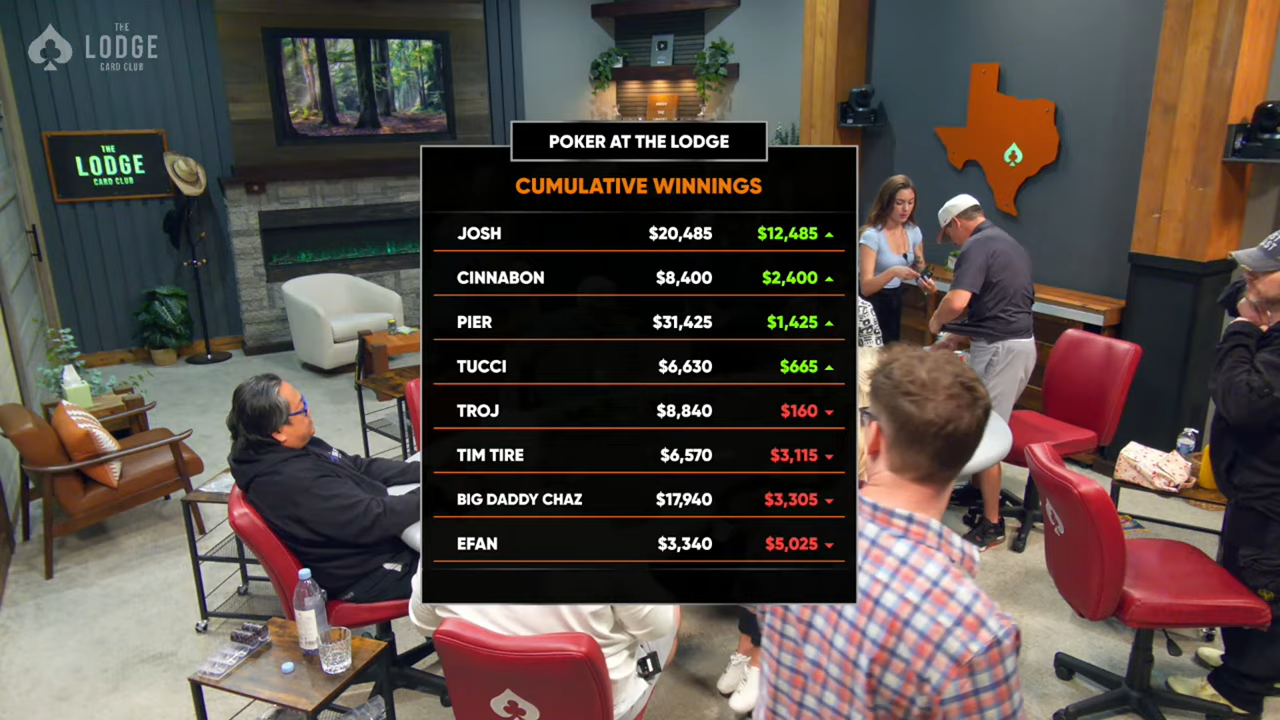 THE
LODGE
CARD CLUB
THE
LODGE
CARD CLUB
POKER AT THE LODGE
CUMULATIVE WINNINGS
JOSH $20,485 $12,485
CINNABON $8,400 $2,400
PIER $31,425 $1,425
TUCCI $6,630 $665
TROJ $8,840 $160
TIM TIRE $6,570 $3,115
BIG DADDY CHAZ $17,940 $3,305
EFAN $3,340 $5,025